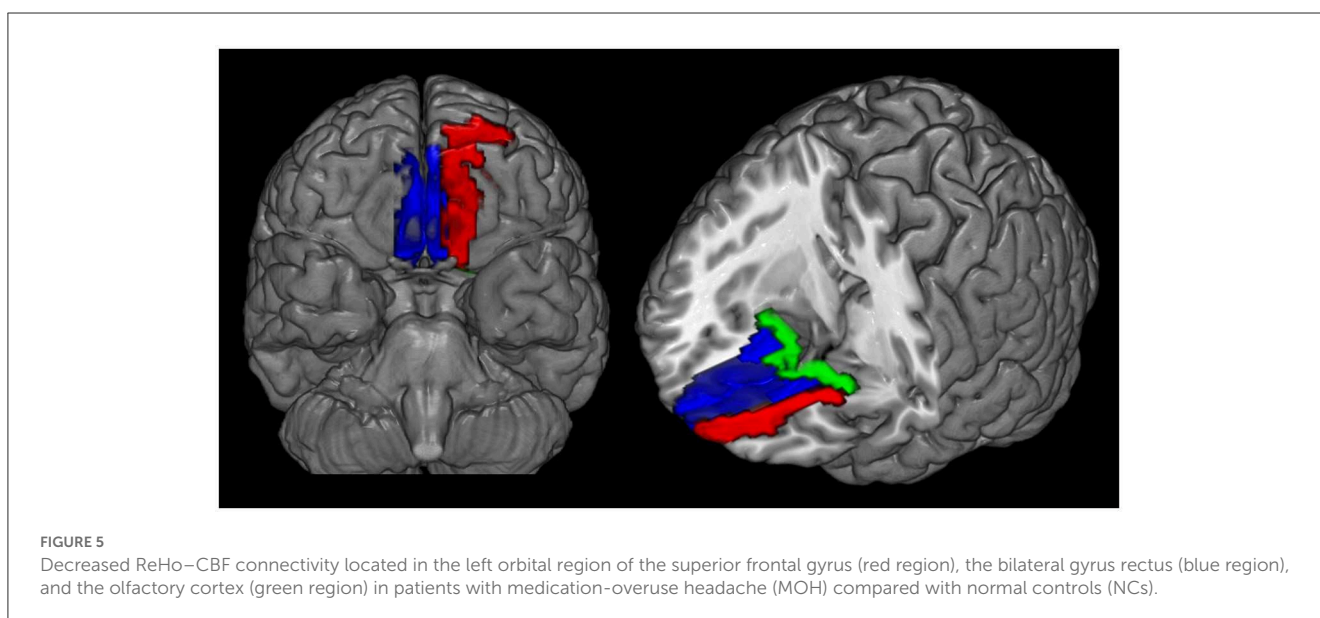 FIGURE 5
Decreased ReHo–CBF connectivity located in the left orbital region of the superior frontal gyrus (red region), the bilateral gyrus rectus (blue region),
and the olfactory cortex (green region) in patients with medication-overuse headache (MOH) compared with normal controls (NCs).